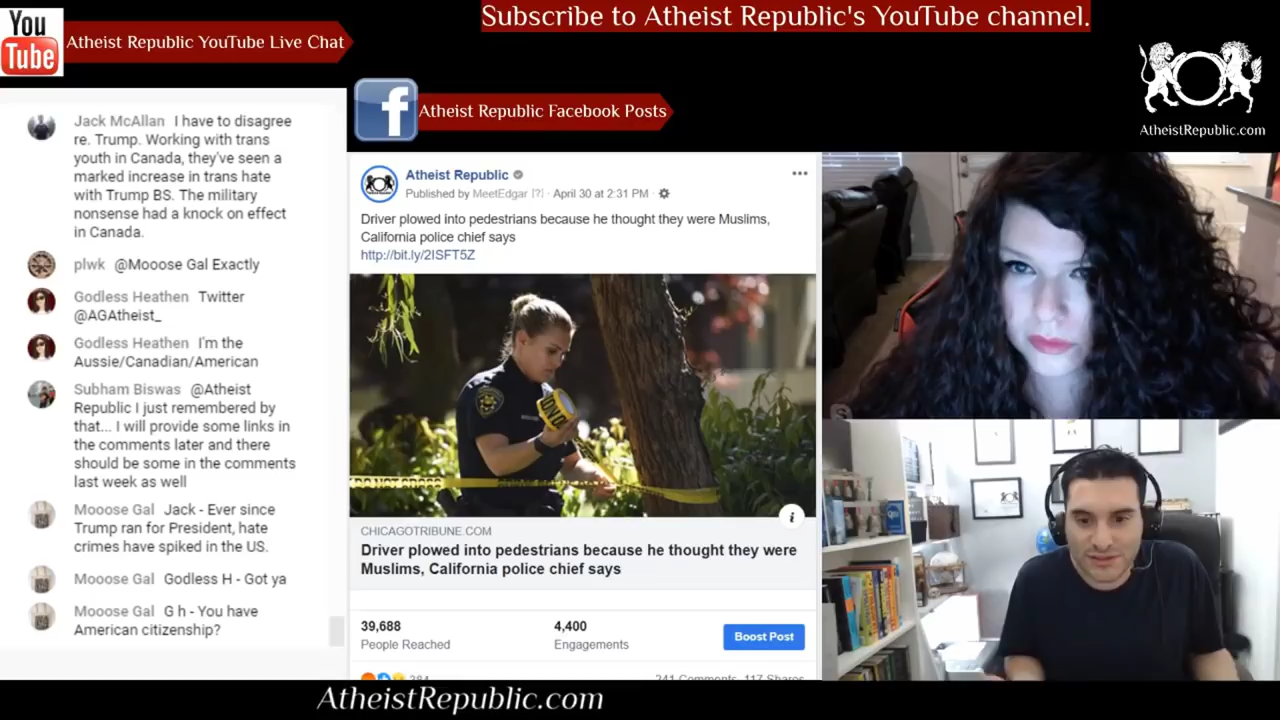 You
Tube
Atheist Republic YouTube Live Chat
Subscribe to Atheist Republic's YouTube channel.
AtheistRepublic.com
f
Atheist Republic Facebook Posts
Jack McAllan I have to disagree
re. Trump. Working with trans
youth in Canada, they've seen a
marked increase in trans hate
with Trump BS. The military
nonsense had a knock on effect
in Canada.
plwk @Mooose Gal Exactly
Godless Heathen Twitter
@AGAtheist_
Godless Heathen I'm the
Aussie/Canadian/American
Subham Biswas @Atheist
Republic I just remembered by
that... I will provide some links in
the comments later and there
should be some in the comments
last week as well
Mooose Gal Jack - Ever since
Trump ran for President, hate
crimes have spiked in the US.
Mooose Gal Godless H - Got ya
Mooose Gal G h - You have
American citizenship?
Atheist Republic
Published by MeetEdgar [?] · April 30 at 2:31 PM ·
Driver plowed into pedestrians because he thought they were Muslims,
California police chief says
http://bit.ly/2ISFT5Z
CHICAGOTRIBUNE.COM
Driver plowed into pedestrians because he thought they were
Muslims, California police chief says
39,688
People Reached
4,400
Engagements
Boost Post
384
241 Comments 117 Shares
AtheistRepublic.com